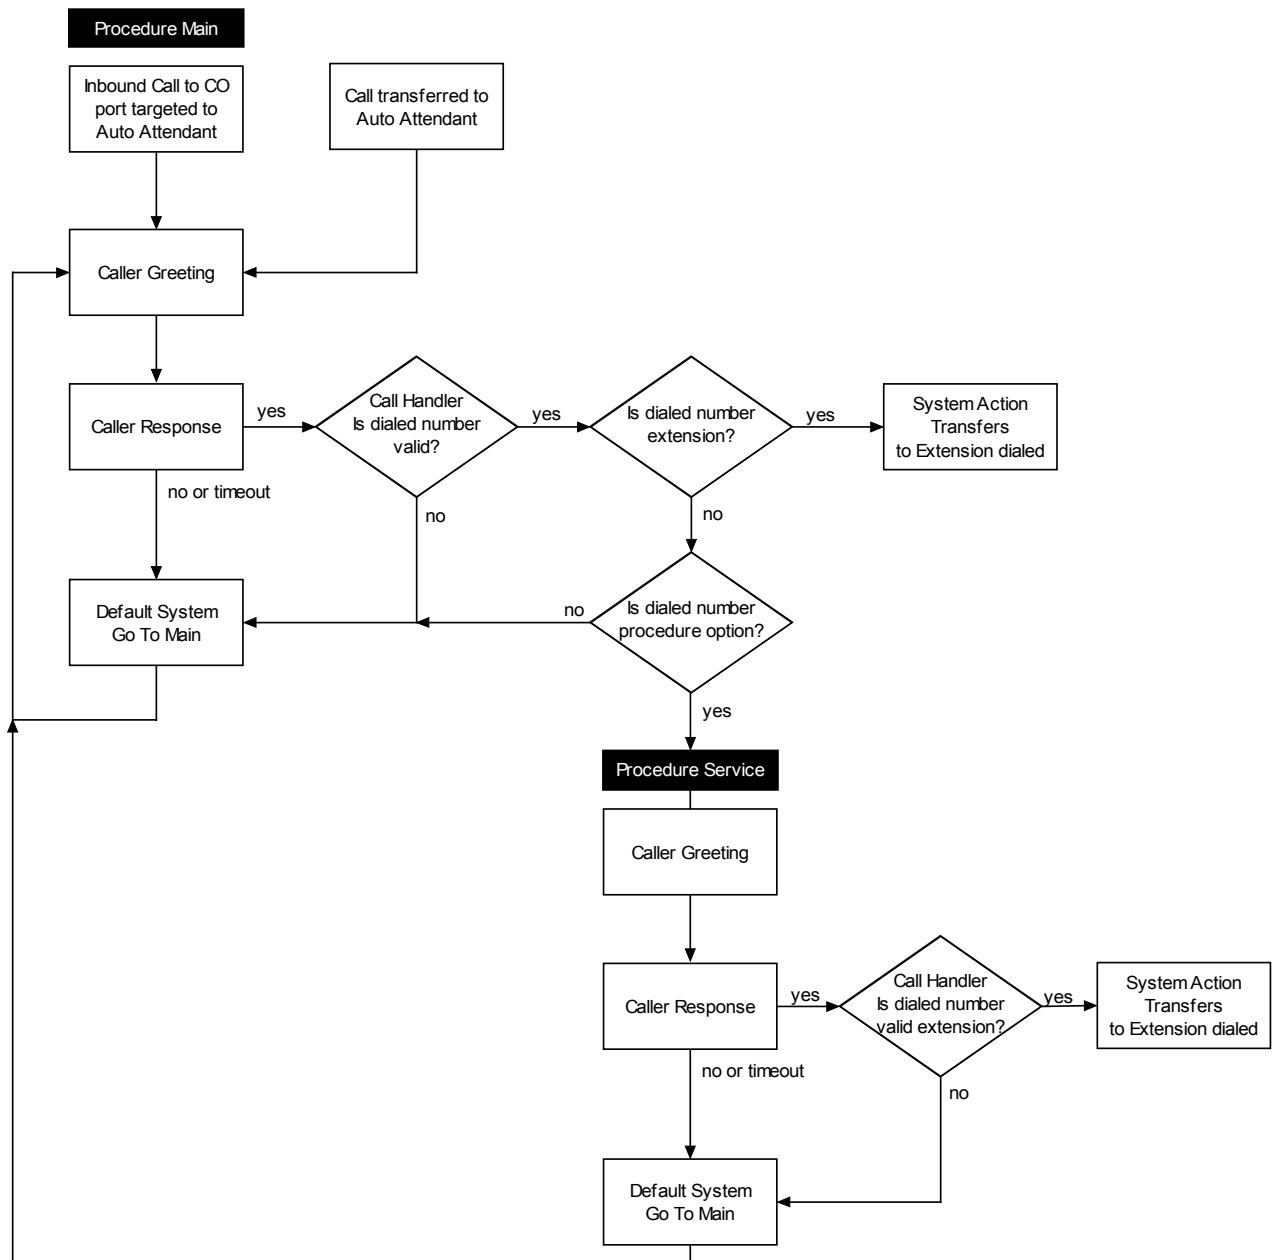 Procedure Main
Inbound Call to CO
port targeted to
Auto Attendant
Call transferred to
Auto Attendant
Caller Greeting
Caller Response
yes
Call Handler
Is dialed number
valid?
yes
Is dialed number
extension?
yes
System Action
Transfers
to Extension dialed
no or timeout
no
no
Default System
Go To Main
no
Is dialed number
procedure option?
yes
Procedure Service
Caller Greeting
Caller Response
yes
Call Handler
Is dialed number
valid extension?
yes
System Action
Transfers
to Extension dialed
no or timeout
no
Default System
Go To Main